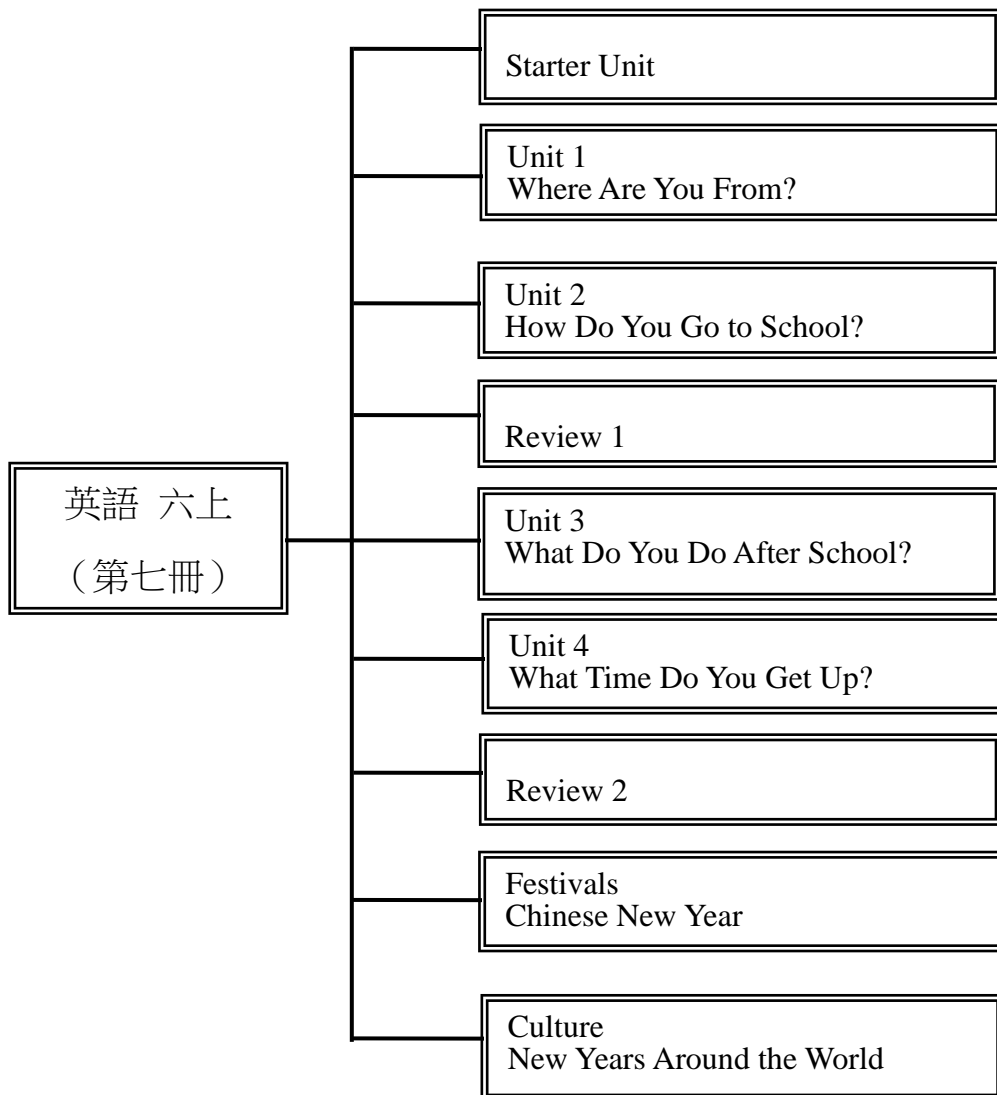 Starter Unit
Unit 1
Where Are You From?
Unit 2
How Do You Go to School?
Review 1
英語 六上
（第七冊）
Unit 3
What Do You Do After School?
Unit 4
What Time Do You Get Up?
Review 2
Festivals
Chinese New Year
Culture
New Years Around the World